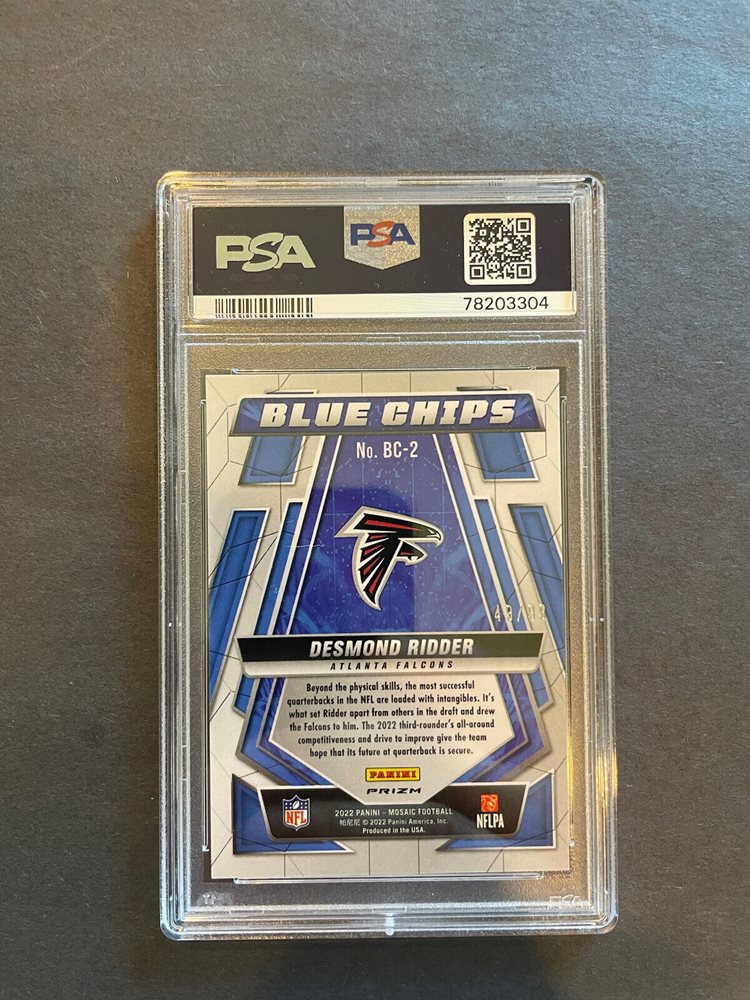 PSA
PSA
78203304
BLUE CHIPS
No. BC-2
DESMOND RIDDER
ATLANTA FALCONS
Beyond the physical skills, the most successful
quarterbacks in the NFL are loaded with intangibles. It's
what set Ridder apart from others in the draft and drew
the Falcons to him. The 2022 third-rounder's all-around
competitiveness and drive to improve give the team
hope that its future at quarterback is secure.
PANINI
PRIZM
NFL
2022 PANINI – MOSAIC FOOTBALL
帕尼尼 © 2022 Panini America, Inc.
Produced in the USA.
NFLPA